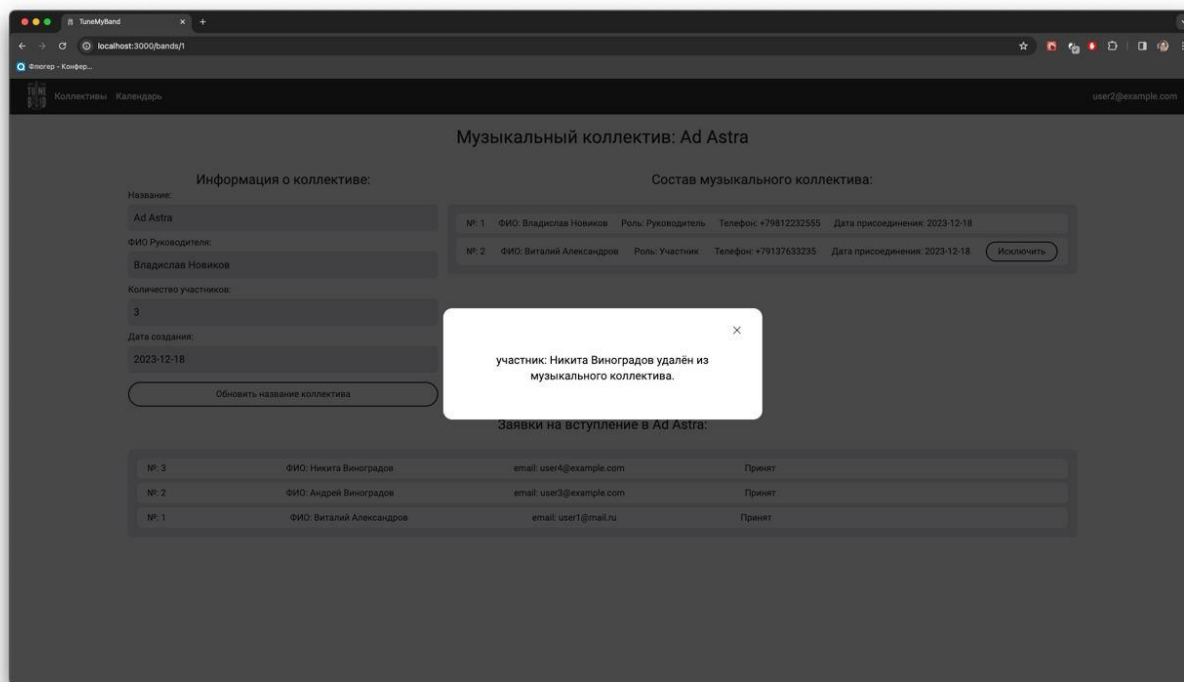 TuneMyBand
localhost:3000/bands/1
Флюгер - Конфер...
Коллективы Календарь
user2@example.com
Музыкальный коллектив: Ad Astra
Информация о коллективе:
Название:
Ad Astra
ФИО Руководителя:
Владислав Новиков
Количество участников:
3
Дата создания:
2023-12-18
Обновить название коллектива
Состав музыкального коллектива:
№: 1 ФИО: Владислав Новиков Роль: Руководитель Телефон: +79812232555 Дата присоединения: 2023-12-18
№: 2 ФИО: Виталий Александров Роль: Участник Телефон: +79137633235 Дата присоединения: 2023-12-18 Исключить
участник: Никита Виноградов удалён из
музыкального коллектива.
Заявки на вступление в Ad Astra:
№: 3 ФИО: Никита Виноградов email: user4@example.com Принят
№: 2 ФИО: Андрей Виноградов email: user3@example.com Принят
№: 1 ФИО: Виталий Александров email: user1@mail.ru Принят